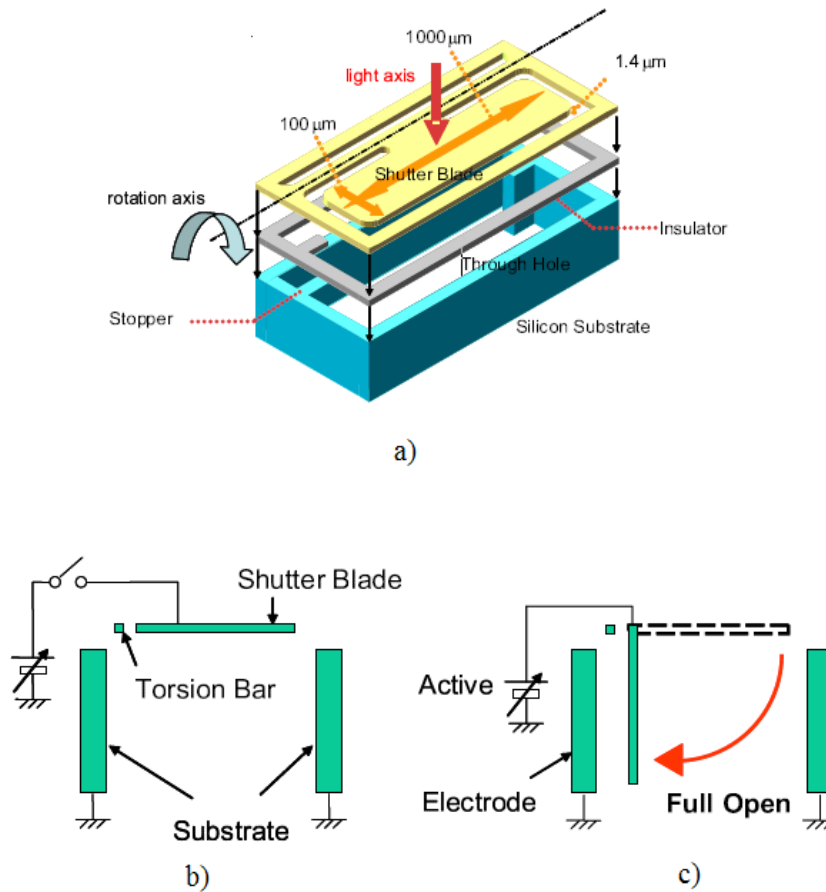 1000 μm
light axis
1.4 μm
100 μm
Shutter Blade
rotation axis
Insulator
Through Hole
Stopper
Silicon Substrate
a)
Shutter Blade
Torsion Bar
Substrate
b)
Active
Electrode
Full Open
c)